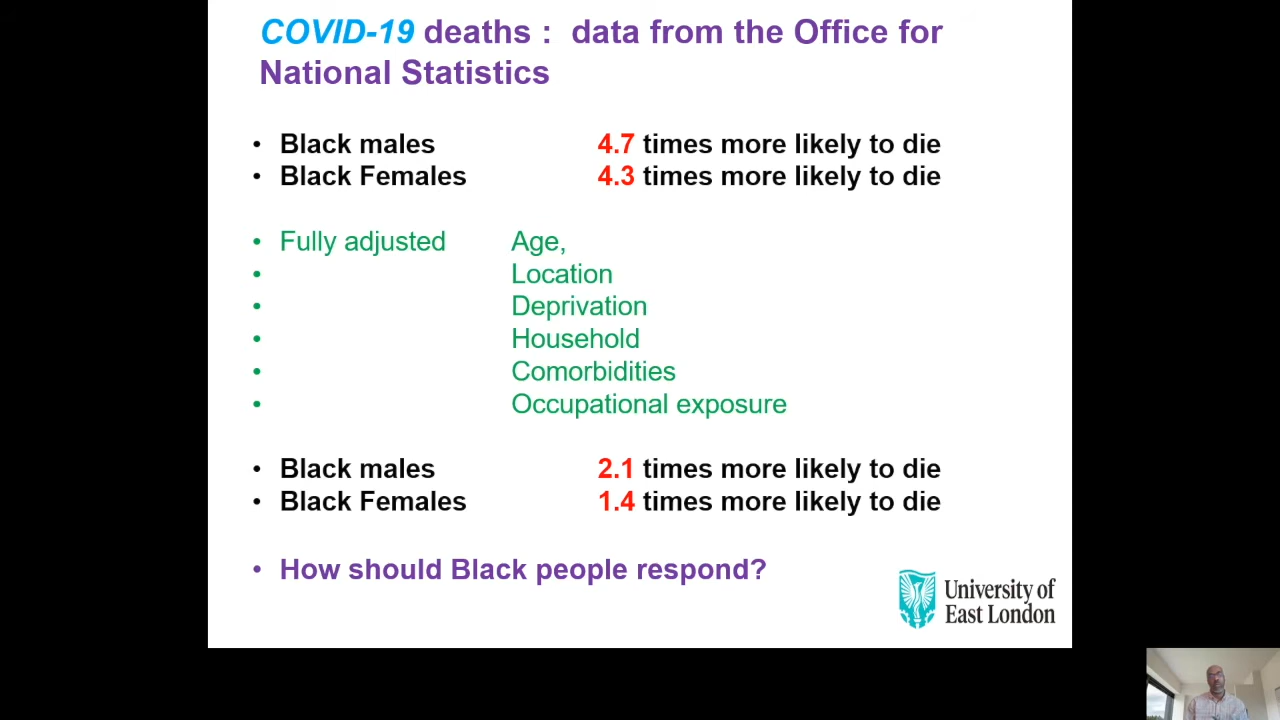 COVID-19 deaths : data from the Office for
National Statistics
• Black males 4.7 times more likely to die
• Black Females 4.3 times more likely to die
• Fully adjusted Age,
• Location
• Deprivation
• Household
• Comorbidities
• Occupational exposure
• Black males 2.1 times more likely to die
• Black Females 1.4 times more likely to die
• How should Black people respond?
University of
East London